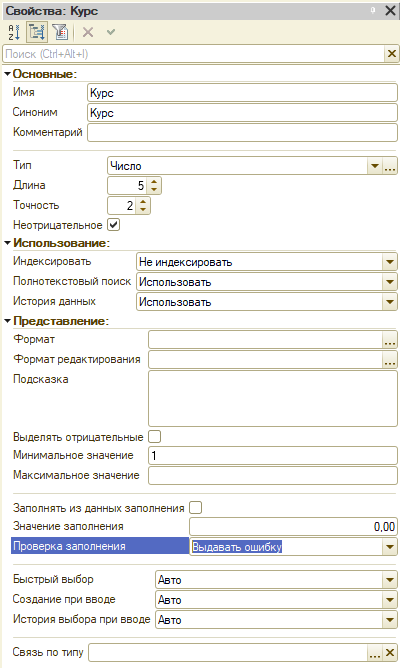 Свойства: Курс
Поиск (Ctrl+Alt+I)
Основные:
Имя Курс
Синоним Курс
Комментарий
Тип Число
Длина 5
Точность 2
Неотрицательное
Использование:
Индексировать Не индексировать
Полнотекстовый поиск Использовать
История данных Использовать
Представление:
Формат
Формат редактирования
Подсказка
Выделять отрицательные
Минимальное значение 1
Максимальное значение
Заполнять из данных заполнения
Значение заполнения 0,00
Проверка заполнения Выдавать ошибку
Быстрый выбор Авто
Создание при вводе Авто
История выбора при вводе Авто
Связь по типу